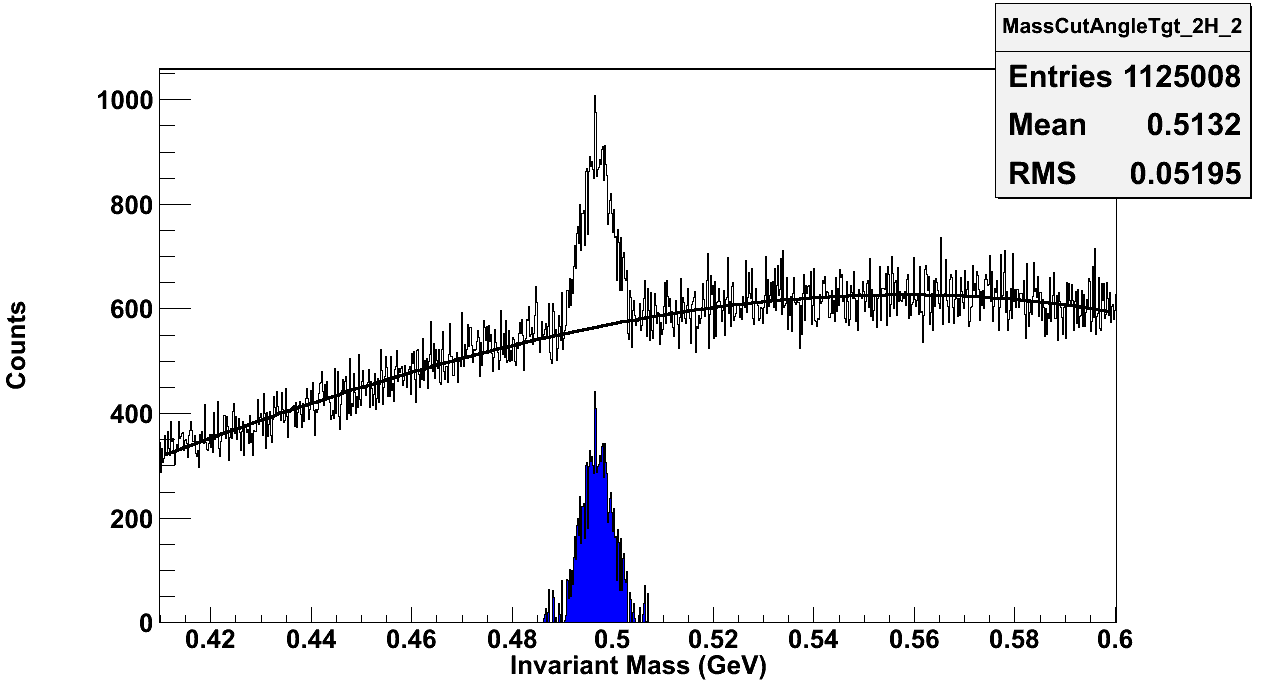 MassCutAngleTgt_2H_2
Entries 1125008
Mean 0.5132
RMS 0.05195
Counts
1000
800
600
400
200
0
0.42 0.44 0.46 0.48 0.5 0.52 0.54 0.56 0.58 0.6
Invariant Mass (GeV)